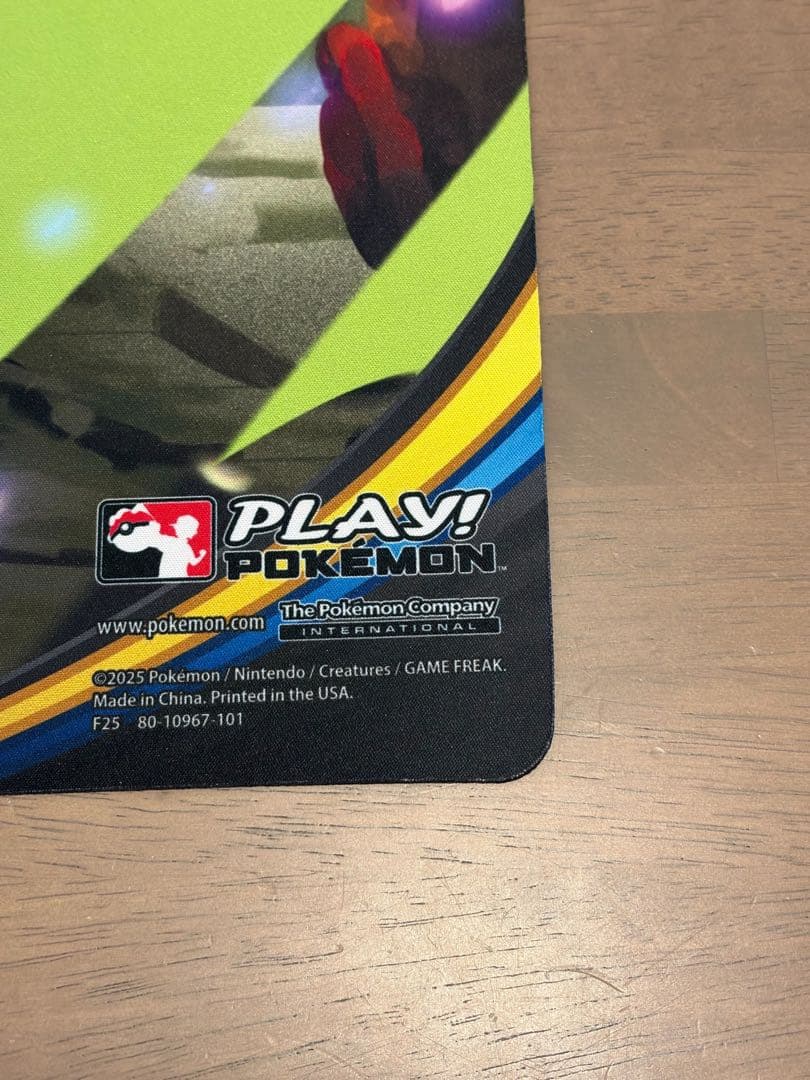 PLAY!
POKÉMON™
www.pokemon.com
The Pokémon Company
INTERNATIONAL
©2025 Pokémon / Nintendo / Creatures / GAME FREAK.
Made in China. Printed in the USA.
F25 80-10967-101